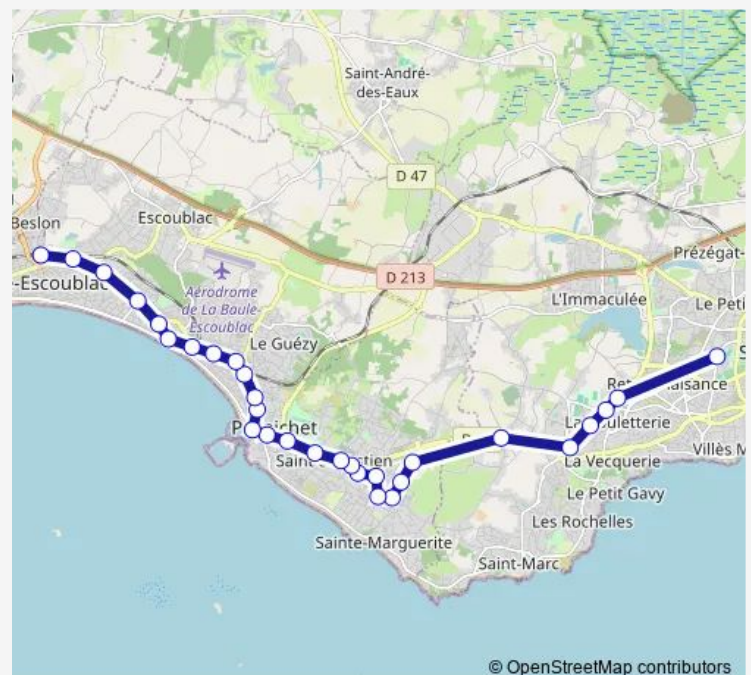 Saint-André-
des-Eaux
D 47
Beslon
Escoublac
Prézégat-
D 213
-Escoublac
Aérodrome
de La Baule-
Escoublac
L'Immaculée
Le Guézy
Le Peti
La Vecquerie
Villès M
Le Petit Gavy
Les Rochelles
Sainte-Marguerite
Saint-Marc
© OpenStreetMap contributors